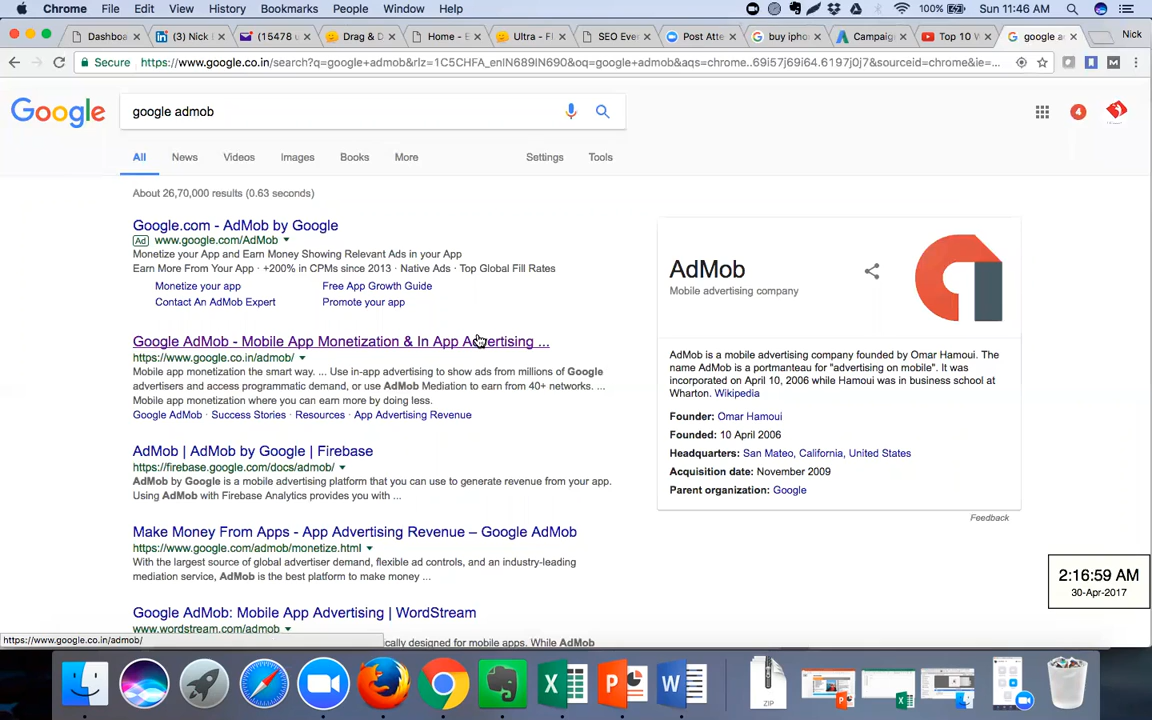 Chrome File Edit View History Bookmarks People Window Help 100% Sun 11:46 AM
Dashboa (3) Nick (15478 u Drag & D Home - E Ultra - Fl SEO Ever Post Atte buy ipho Campaig Top 10 W google a Nick
Secure https://www.google.co.in/search?q=google+admob&rlz=1C5CHFA_enIN689IN690&oq=google+admob&aqs=chrome..69i57j69i64.6197j0j7&sourceid=chrome&ie=...
Google google admob 4
All News Videos Images Books More Settings Tools
About 26,70,000 results (0.63 seconds)
Google.com - AdMob by Google
Ad www.google.com/AdMob
Monetize your App and Earn Money Showing Relevant Ads in your App
Earn More From Your App · +200% in CPMs since 2013 · Native Ads · Top Global Fill Rates
Monetize your app Free App Growth Guide
Contact An AdMob Expert Promote your app
Google AdMob - Mobile App Monetization & In App Advertising ...
https://www.google.co.in/admob/
Mobile app monetization the smart way. ... Use in-app advertising to show ads from millions of Google
advertisers and access programmatic demand, or use AdMob Mediation to earn from 40+ networks. ...
Mobile app monetization where you can earn more by doing less.
Google AdMob · Success Stories · Resources · App Advertising Revenue
AdMob | AdMob by Google | Firebase
https://firebase.google.com/docs/admob/
AdMob by Google is a mobile advertising platform that you can use to generate revenue from your app.
Using AdMob with Firebase Analytics provides you with ...
Make Money From Apps - App Advertising Revenue – Google AdMob
https://www.google.com/admob/monetize.html
With the largest source of global advertiser demand, flexible ad controls, and an industry-leading
mediation service, AdMob is the best platform to make money ...
Google AdMob: Mobile App Advertising | WordStream
www.wordstream.com/admob
cally designed for mobile apps. While AdMob
https://www.google.co.in/admob/
AdMob
Mobile advertising company
AdMob is a mobile advertising company founded by Omar Hamoui. The
name AdMob is a portmanteau for "advertising on mobile". It was
incorporated on April 10, 2006 while Hamoui was in business school at
Wharton. Wikipedia
Founder: Omar Hamoui
Founded: 10 April 2006
Headquarters: San Mateo, California, United States
Acquisition date: November 2009
Parent organization: Google
Feedback
2:16:59 AM
30-Apr-2017
ZIP